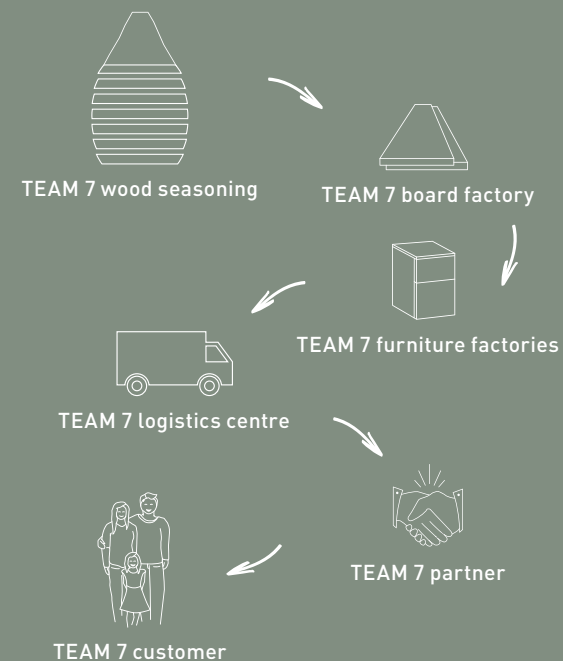 TEAM 7 wood seasoning
TEAM 7 board factory
TEAM 7 furniture factories
TEAM 7 logistics centre
TEAM 7 partner
TEAM 7 customer